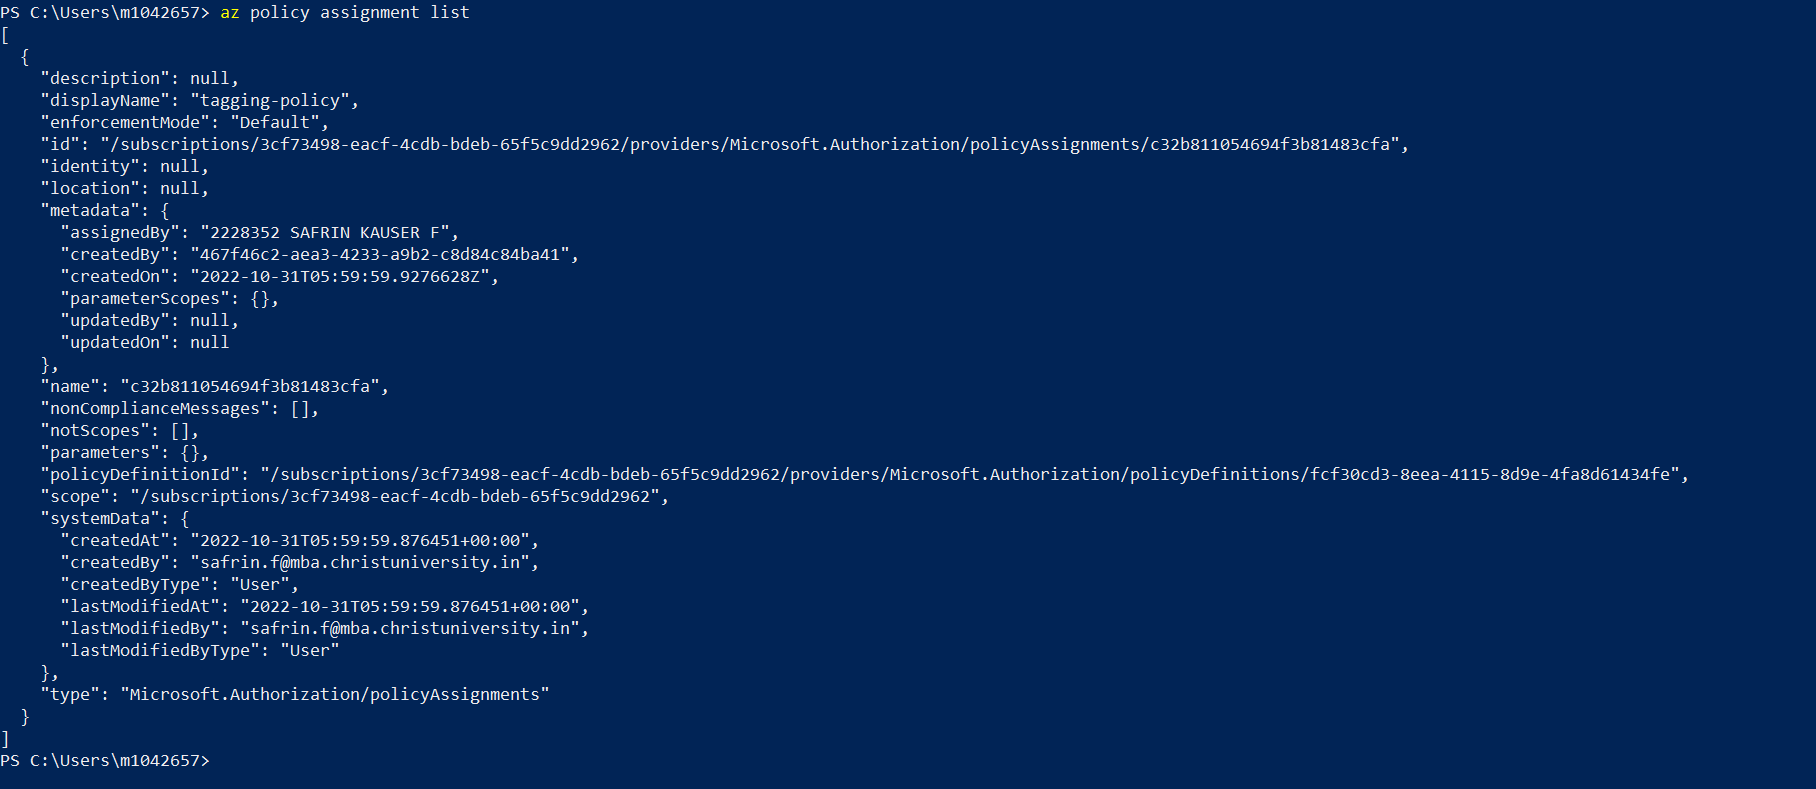 PS C:\Users\m1042657> az policy assignment list
[
  {
    "description": null,
    "displayName": "tagging-policy",
    "enforcementMode": "Default",
    "id": "/subscriptions/3cf73498-eacf-4cdb-bdeb-65f5c9dd2962/providers/Microsoft.Authorization/policyAssignments/c32b811054694f3b81483cfa",
    "identity": null,
    "location": null,
    "metadata": {
      "assignedBy": "2228352 SAFRIN KAUSER F",
      "createdBy": "467f46c2-aea3-4233-a9b2-c8d84c84ba41",
      "createdOn": "2022-10-31T05:59:59.9276628Z",
      "parameterScopes": {},
      "updatedBy": null,
      "updatedOn": null
    },
    "name": "c32b811054694f3b81483cfa",
    "nonComplianceMessages": [],
    "notScopes": [],
    "parameters": {},
    "policyDefinitionId": "/subscriptions/3cf73498-eacf-4cdb-bdeb-65f5c9dd2962/providers/Microsoft.Authorization/policyDefinitions/fcf30cd3-8eea-4115-8d9e-4fa8d61434fe",
    "scope": "/subscriptions/3cf73498-eacf-4cdb-bdeb-65f5c9dd2962",
    "systemData": {
      "createdAt": "2022-10-31T05:59:59.876451+00:00",
      "createdBy": "safrin.f@mba.christuniversity.in",
      "createdByType": "User",
      "lastModifiedAt": "2022-10-31T05:59:59.876451+00:00",
      "lastModifiedBy": "safrin.f@mba.christuniversity.in",
      "lastModifiedByType": "User"
    },
    "type": "Microsoft.Authorization/policyAssignments"
  }
]
PS C:\Users\m1042657>